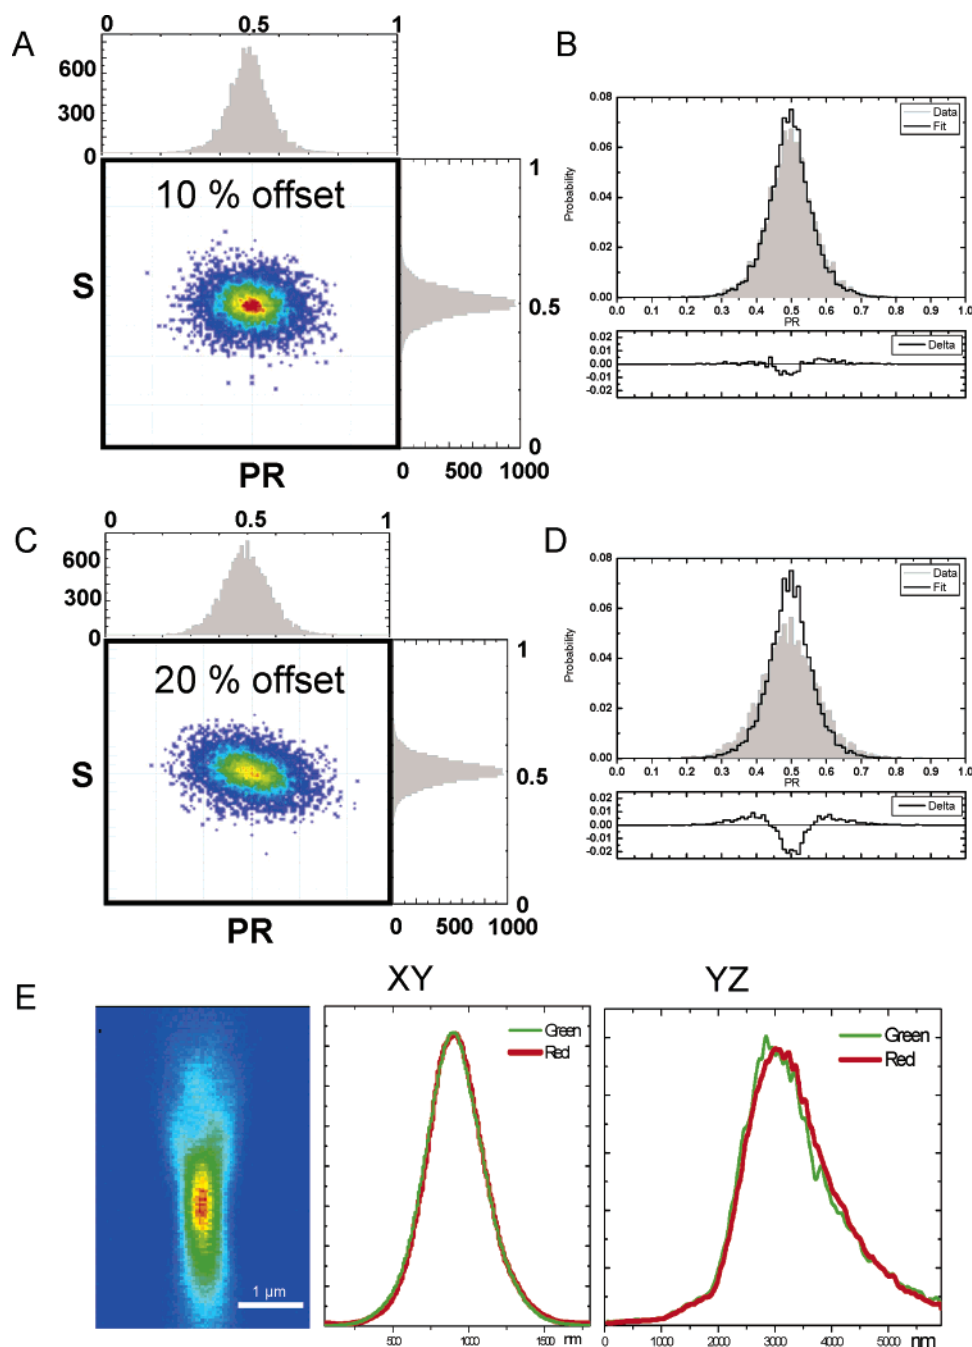 A
0 0.5 1
600
300
0
10 % offset
S
PR
1
0.5
0
0 500 1000
B
0.08
0.06
0.04
0.02
0.00
Probability
Data
Fit
0.0 0.1 0.2 0.3 0.4 0.5 0.6 0.7 0.8 0.9 1.0
PR
0.02
0.01
0.00
-0.01
-0.02
Delta
C
0 0.5 1
600
300
0
20 % offset
S
PR
1
0.5
0
0 500 1000
D
0.08
0.06
0.04
0.02
0.00
Probability
Data
Fit
0.0 0.1 0.2 0.3 0.4 0.5 0.6 0.7 0.8 0.9 1.0
PR
0.02
0.01
0.00
-0.01
-0.02
Delta
E
1 µm
XY
Green
Red
500 1000 1500 nm
YZ
Green
Red
0 1000 2000 3000 4000 5000 nm